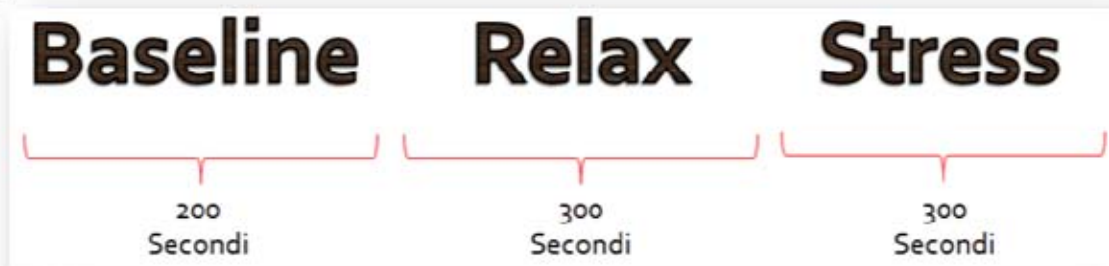 Baseline Relax Stress
200 300 300
Secondi Secondi Secondi